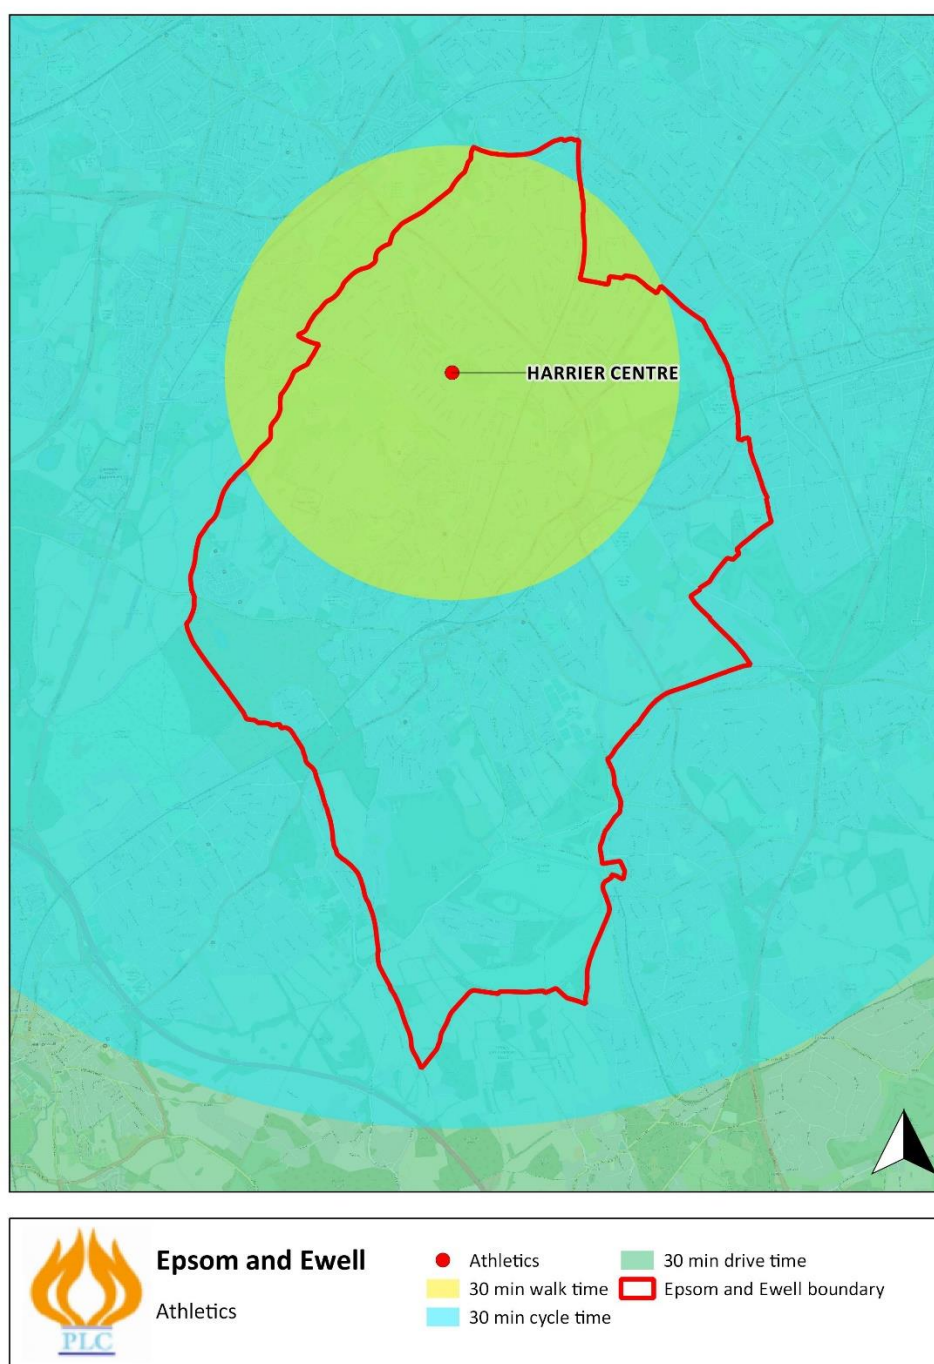 HARRIER CENTRE
Epsom and Ewell
Athletics
PLC
Athletics
30 min walk time
30 min cycle time
30 min drive time
Epsom and Ewell boundary